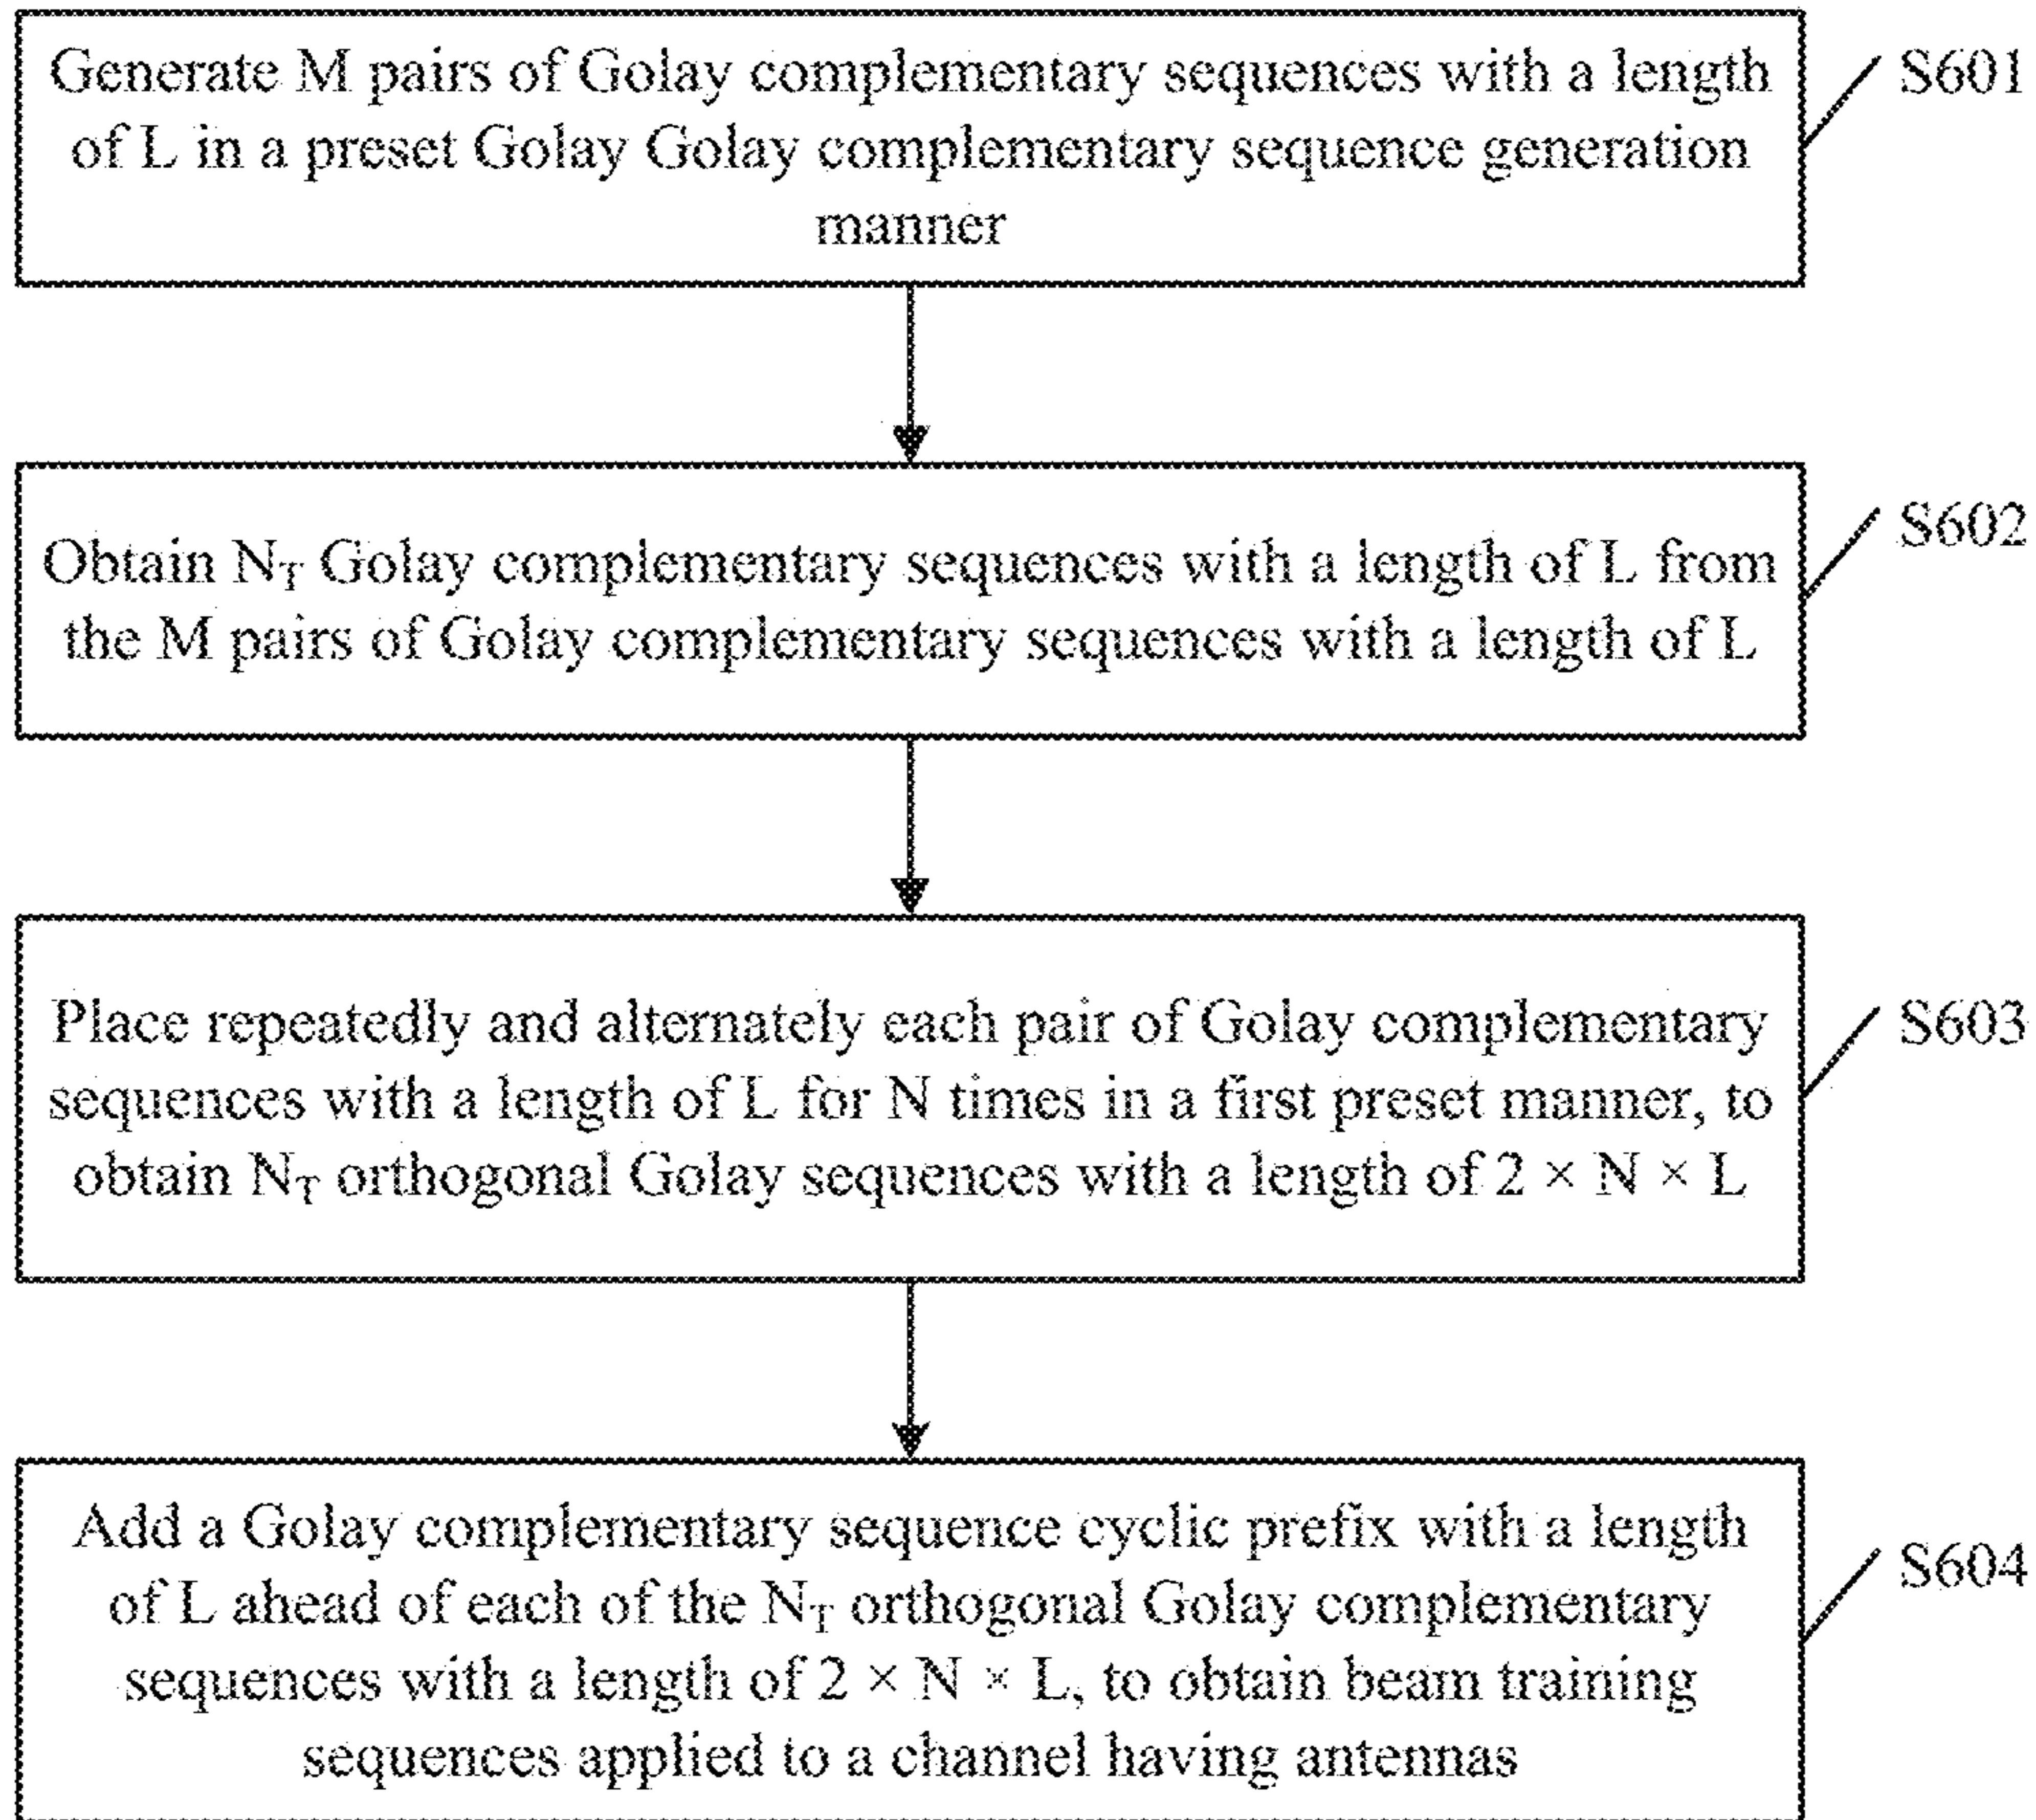 Generate M pairs of Golay complementary sequences with a length
of L in a preset Golay Golay complementary sequence generation
manner
S601
Obtain N_T Golay complementary sequences with a length of L from
the M pairs of Golay complementary sequences with a length of L
S602
Place repeatedly and alternately each pair of Golay complementary
sequences with a length of L for N times in a first preset manner, to
obtain N_T orthogonal Golay sequences with a length of 2 × N × L
S603
Add a Golay complementary sequence cyclic prefix with a length
of L ahead of each of the N_T orthogonal Golay complementary
sequences with a length of 2 × N × L, to obtain beam training
sequences applied to a channel having antennas
S604